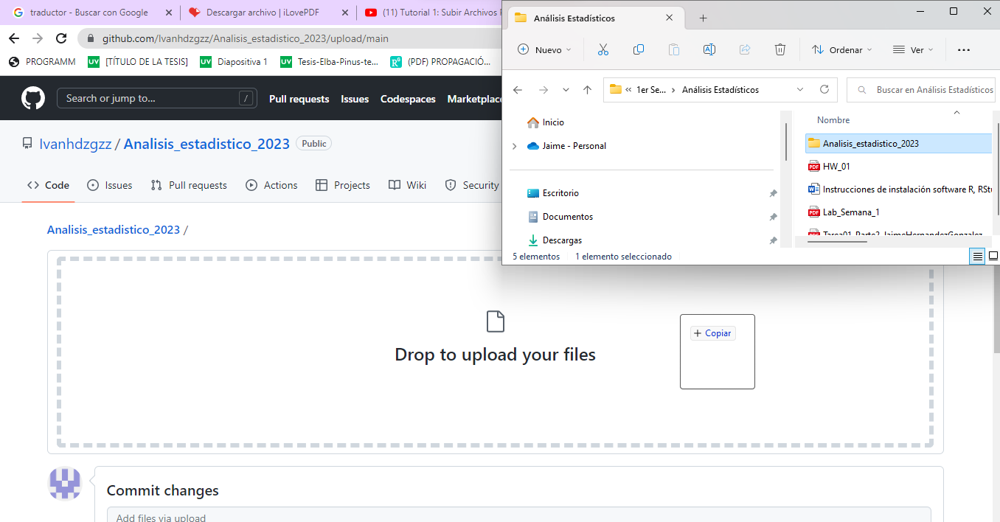 traductor - Buscar con Google
Descargar archivo | iLovePDF
(11) Tutorial 1: Subir Archivos
github.com/Ivanhdzgzz/Analisis_estadistico_2023/upload/main
PROGRAMM
UV [TÍTULO DE LA TESIS]
UV Diapositiva 1
UV Tesis-Elba-Pinus-te...
(PDF) PROPAGACIÓ...
Search or jump to... /
Pull requests Issues Codespaces Marketplace
Ivanhdzgzz / Analisis_estadistico_2023 Public
Code Issues Pull requests Actions Projects Wiki Security
Analisis_estadistico_2023 /
Drop to upload your files
+ Copiar
Commit changes
Add files via upload
Análisis Estadísticos
Nuevo Ordenar Ver
« 1er Se... > Análisis Estadísticos
Buscar en Análisis Estadísticos
Inicio
Jaime - Personal
Escritorio
Documentos
Descargas
Nombre
Analisis_estadistico_2023
HW_01
Instrucciones de instalación software R, RStu
Lab_Semana_1
Tarea01_Parte2_JaimeHernandezGonzalez
5 elementos 1 elemento seleccionado